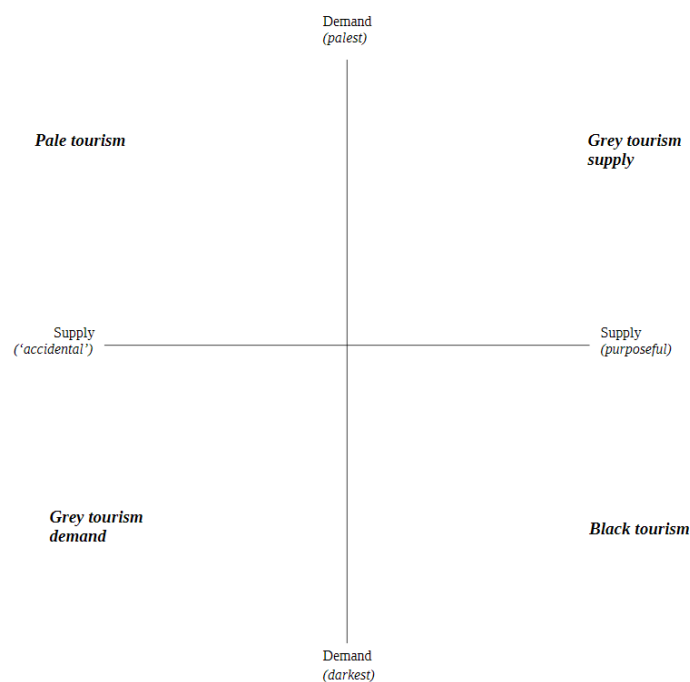 Demand
(palest)
Pale tourism
Grey tourism
supply
Supply
(‘accidental’)
Supply
(purposeful)
Grey tourism
demand
Black tourism
Demand
(darkest)